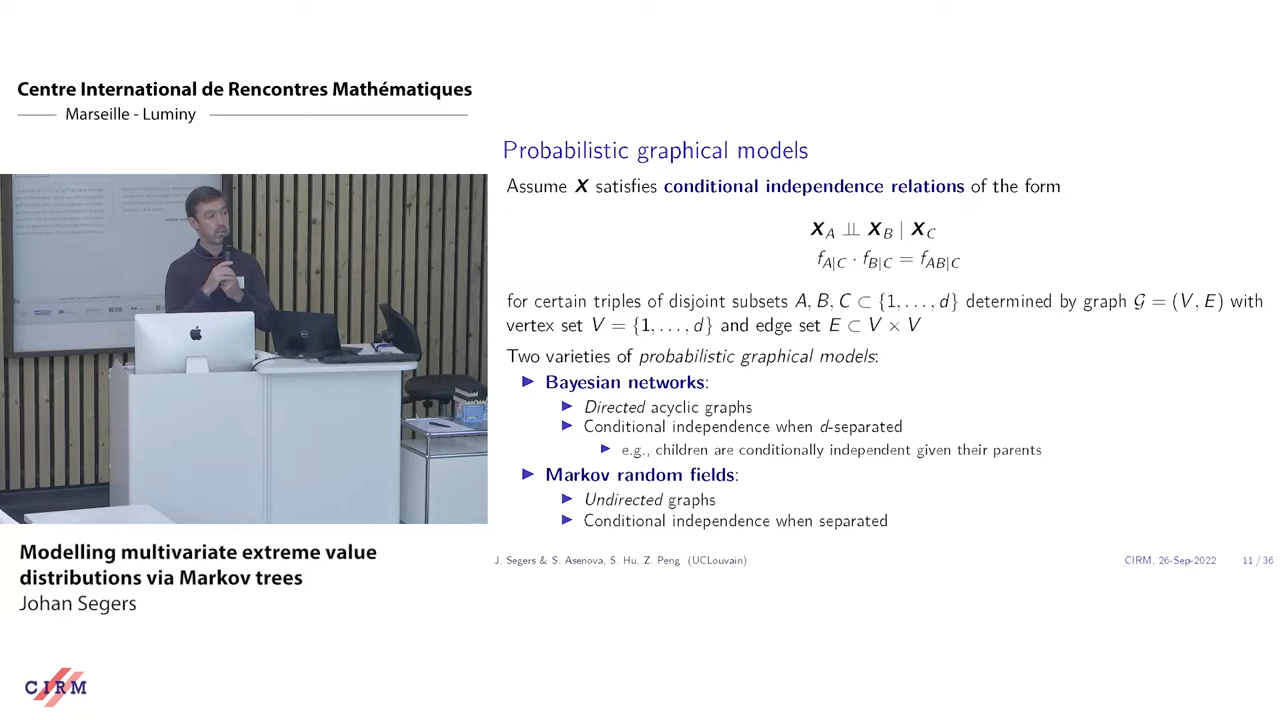 Centre International de Rencontres Mathématiques
Marseille - Luminy
Probabilistic graphical models
Assume X satisfies conditional independence relations of the form
X_A ⫫ X_B | X_C
f_{A|C} · f_{B|C} = f_{AB|C}
for certain triples of disjoint subsets A, B, C ⊂ {1, . . . , d} determined by graph 𝒢 = (V, E) with
vertex set V = {1, . . . , d} and edge set E ⊂ V × V
Two varieties of probabilistic graphical models:
▶ Bayesian networks:
▶ Directed acyclic graphs
▶ Conditional independence when d-separated
▶ e.g., children are conditionally independent given their parents
▶ Markov random fields:
▶ Undirected graphs
▶ Conditional independence when separated
J. Segers & S. Asenova, S. Hu, Z. Peng (UCLouvain)
CIRM, 26-Sep-2022
11 / 36
Modelling multivariate extreme value
distributions via Markov trees
Johan Segers
CIRM